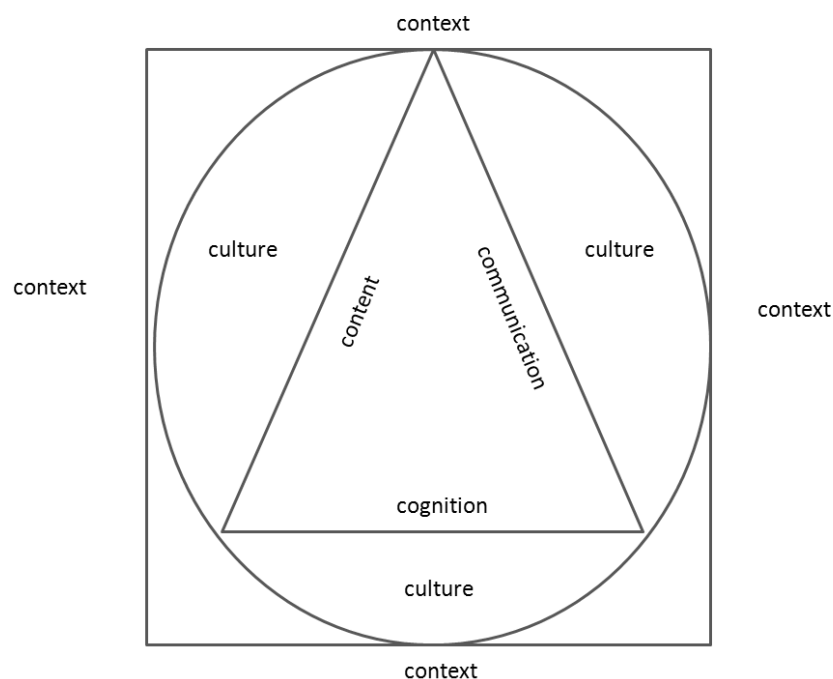 context
culture
culture
context
content
communication
context
cognition
culture
context